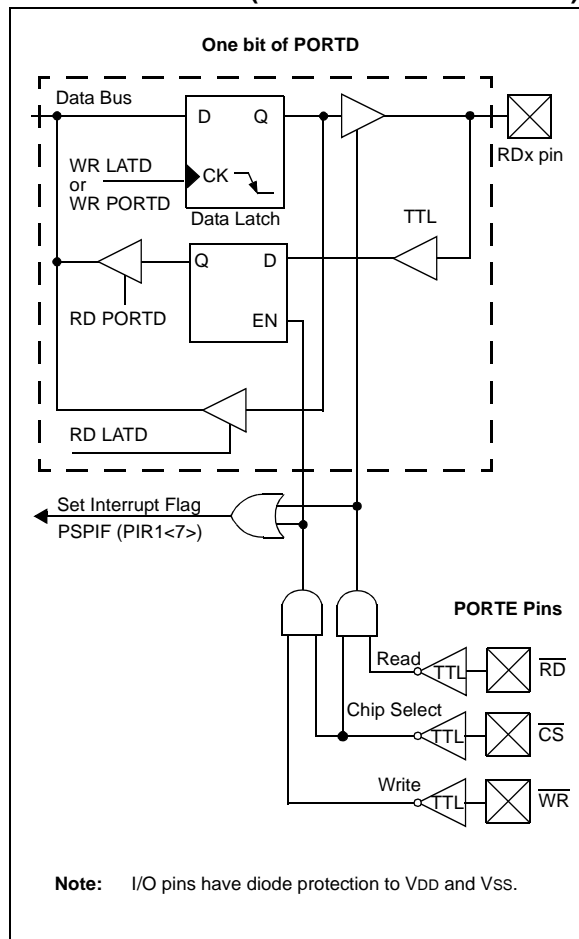 One bit of PORTD
Data Bus
D Q
RDx pin
WR LATD
or
WR PORTD
CK
Data Latch
TTL
Q D
EN
RD PORTD
RD LATD
Set Interrupt Flag
PSPIF (PIR1<7>)
PORTE Pins
Read
TTL
RD
Chip Select
TTL
CS
Write
TTL
WR
Note: I/O pins have diode protection to VDD and VSS.